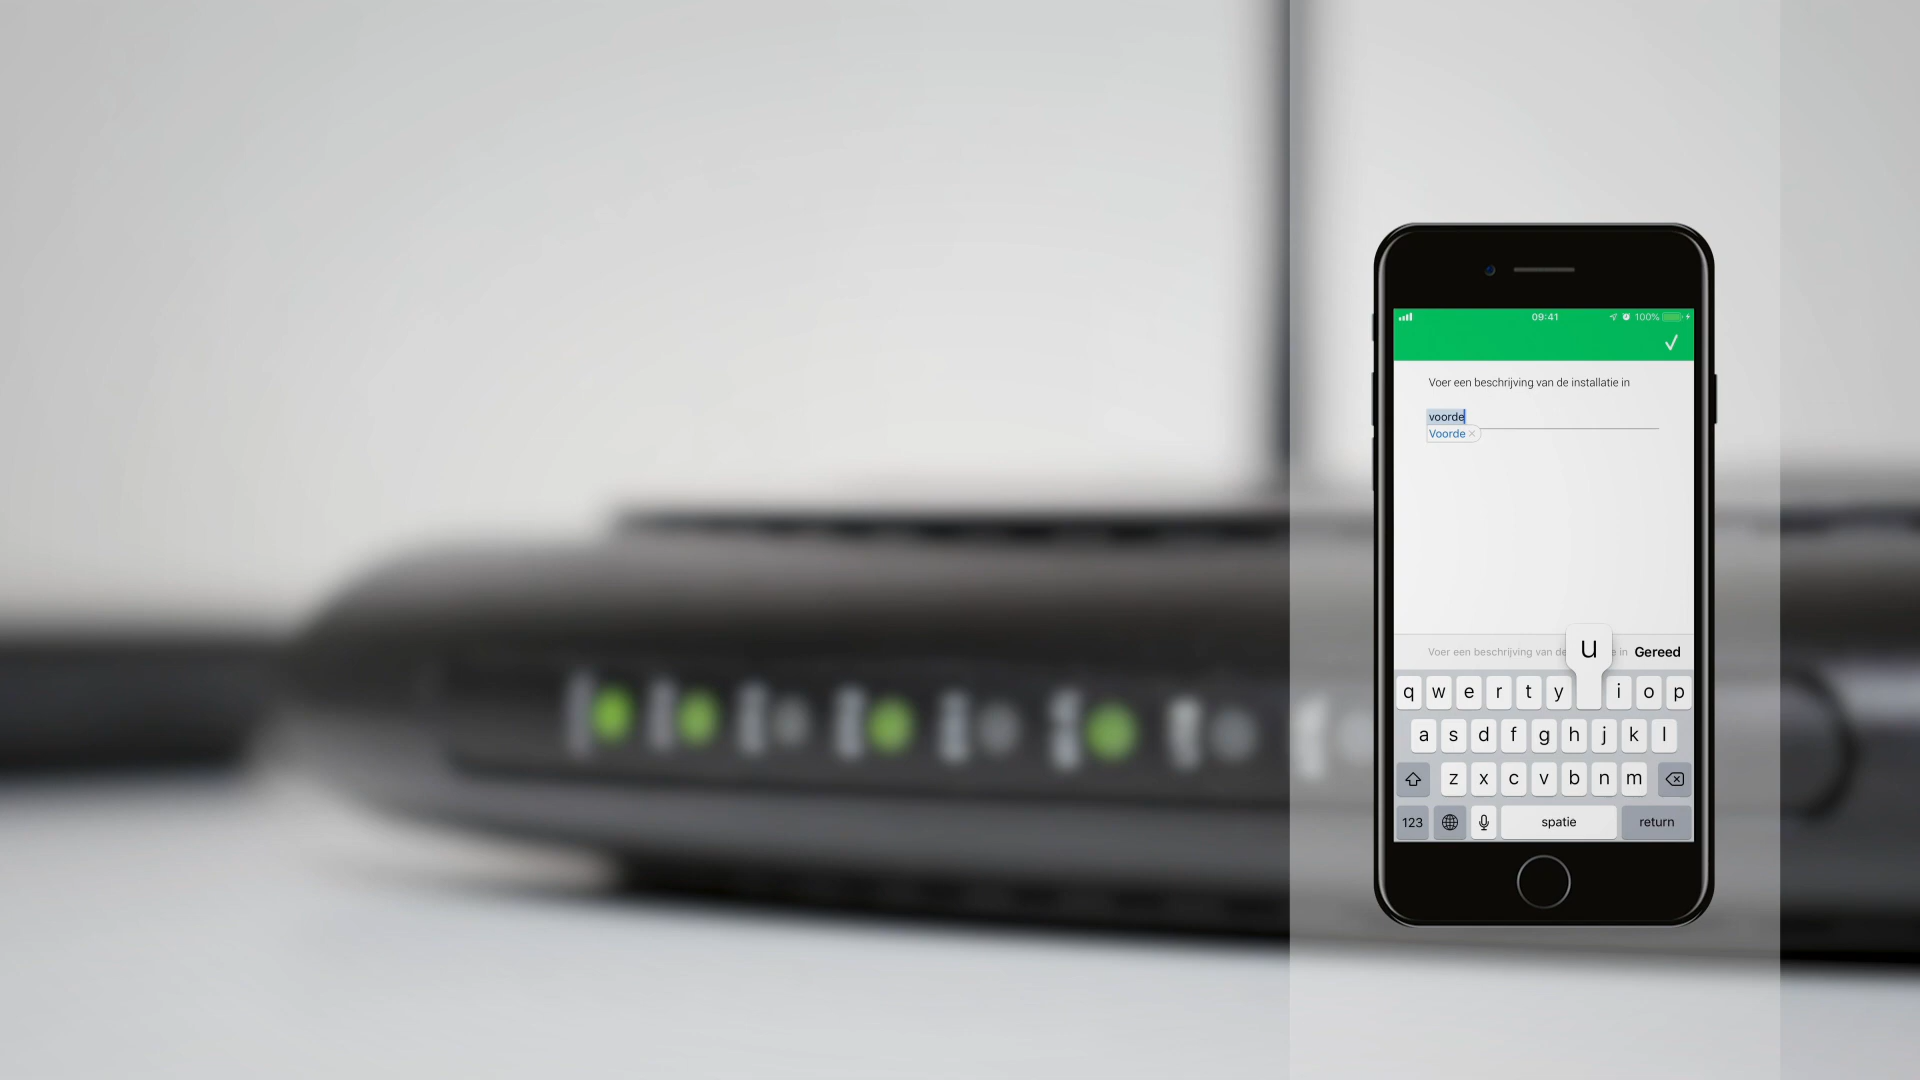 09:41
100%
Voer een beschrijving van de installatie in
voorde
Voorde ×
Voer een beschrijving van de in
Gereed
u
q w e r t y i o p
a s d f g h j k l
z x c v b n m
123 spatie return